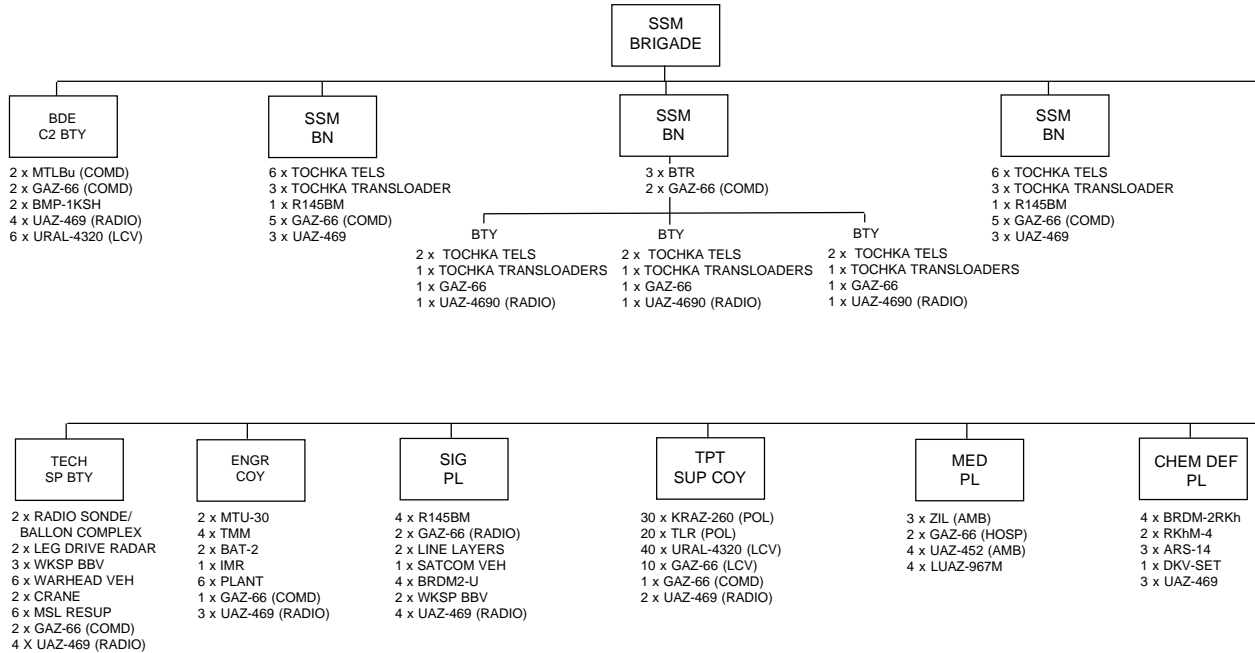 SSM
BRIGADE
BDE
C2 BTY
2 x MTLBu (COMD)
2 x GAZ-66 (COMD)
2 x BMP-1KSH
4 x UAZ-469 (RADIO)
6 x URAL-4320 (LCV)
SSM
BN
6 x TOCHKA TELS
3 x TOCHKA TRANSLOADER
1 x R145BM
5 x GAZ-66 (COMD)
3 x UAZ-469
SSM
BN
3 x BTR
2 x GAZ-66 (COMD)
BTY
2 x TOCHKA TELS
1 x TOCHKA TRANSLOADERS
1 x GAZ-66
1 x UAZ-4690 (RADIO)
BTY
2 x TOCHKA TELS
1 x TOCHKA TRANSLOADERS
1 x GAZ-66
1 x UAZ-4690 (RADIO)
BTY
2 x TOCHKA TELS
1 x TOCHKA TRANSLOADERS
1 x GAZ-66
1 x UAZ-4690 (RADIO)
SSM
BN
6 x TOCHKA TELS
3 x TOCHKA TRANSLOADER
1 x R145BM
5 x GAZ-66 (COMD)
3 x UAZ-469
TECH
SP BTY
2 x RADIO SONDE/
BALLON COMPLEX
2 x LEG DRIVE RADAR
3 x WKSP BBV
6 x WARHEAD VEH
2 x CRANE
6 x MSL RESUP
2 x GAZ-66 (COMD)
4 X UAZ-469 (RADIO)
ENGR
COY
2 x MTU-30
4 x TMM
2 x BAT-2
1 x IMR
6 x PLANT
1 x GAZ-66 (COMD)
3 x UAZ-469 (RADIO)
SIG
PL
4 x R145BM
2 x GAZ-66 (RADIO)
2 x LINE LAYERS
1 x SATCOM VEH
4 x BRDM2-U
2 x WKSP BBV
4 x UAZ-469 (RADIO)
TPT
SUP COY
30 x KRAZ-260 (POL)
20 x TLR (POL)
40 x URAL-4320 (LCV)
10 x GAZ-66 (LCV)
1 x GAZ-66 (COMD)
2 x UAZ-469 (RADIO)
MED
PL
3 x ZIL (AMB)
2 x GAZ-66 (HOSP)
4 x UAZ-452 (AMB)
4 x LUAZ-967M
CHEM DEF
PL
4 x BRDM-2RKh
2 x RKhM-4
3 x ARS-14
1 x DKV-SET
3 x UAZ-469